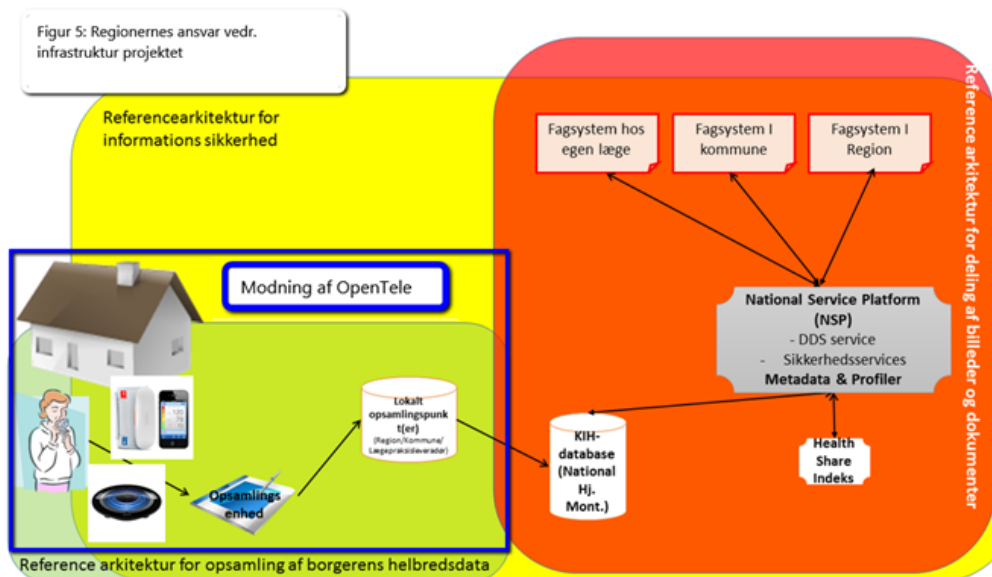 Figur 5: Regionernes ansvar vedr.
infrastruktur projektet
Referencearkitektur for
informations sikkerhed
Fagsystem hos
egen læge
Fagsystem I
kommune
Fagsystem I
Region
Reference arkitektur for deling af billeder og dokumenter
Modning af OpenTele
National Service Platform
(NSP)
- DDS service
- Sikkerhedsservices
Metadata & Profiler
Lokalt
opsamlingspunk
t(er)
(Region/Kommune/
Lægepraksisleveradør)
KIH-
database
(National
Hj.
Mont.)
Health
Share
Indeks
Opsamlings
enhed
Reference arkitektur for opsamling af borgerens helbredsdata